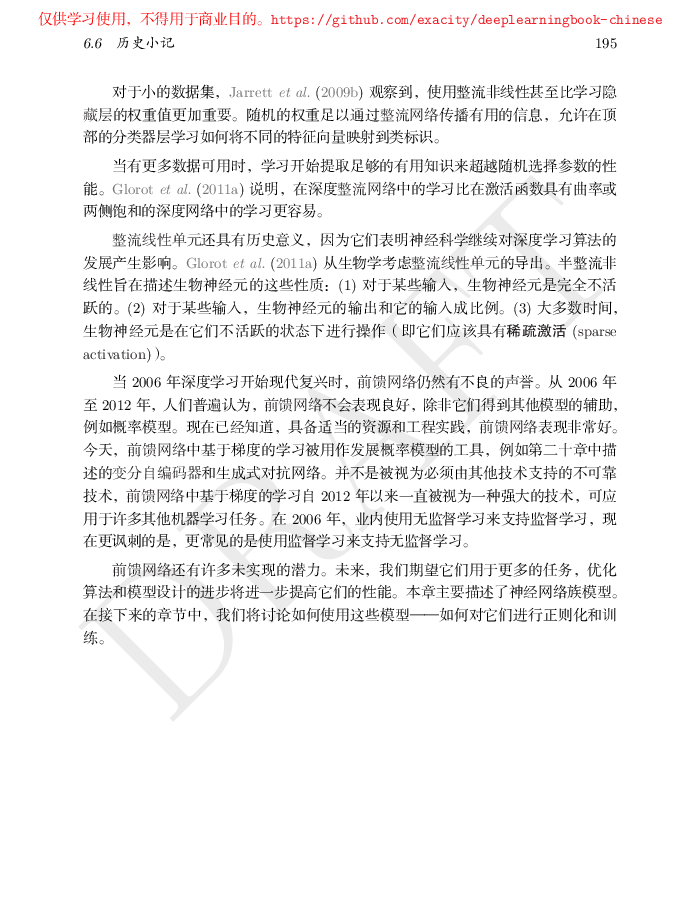 仅供学习使用，不得用于商业目的。https://github.com/exacity/deeplearningbook-chinese
6.6 历史小记 195
对于小的数据集，Jarrett et al. (2009b) 观察到，使用整流非线性甚至比学习隐
藏层的权重值更加重要。随机的权重足以通过整流网络传播有用的信息，允许在顶
部的分类器层学习如何将不同的特征向量映射到类标识。
当有更多数据可用时，学习开始提取足够的有用知识来超越随机选择参数的性
能。Glorot et al. (2011a) 说明，在深度整流网络中的学习比在激活函数具有曲率或
两侧饱和的深度网络中的学习更容易。
整流线性单元还具有历史意义，因为它们表明神经科学继续对深度学习算法的
发展产生影响。Glorot et al. (2011a) 从生物学考虑整流线性单元的导出。半整流非
线性旨在描述生物神经元的这些性质：(1) 对于某些输入，生物神经元是完全不活
跃的。(2) 对于某些输入，生物神经元的输出和它的输入成比例。(3) 大多数时间，
生物神经元是在它们不活跃的状态下进行操作（即它们应该具有稀疏激活 (sparse
activation)）。
当 2006 年深度学习开始现代复兴时，前馈网络仍然有不良的声誉。从 2006 年
至 2012 年，人们普遍认为，前馈网络不会表现良好，除非它们得到其他模型的辅助，
例如概率模型。现在已经知道，具备适当的资源和工程实践，前馈网络表现非常好。
今天，前馈网络中基于梯度的学习被用作发展概率模型的工具，例如第二十章中描
述的变分自编码器和生成式对抗网络。并不是被视为必须由其他技术支持的不可靠
技术，前馈网络中基于梯度的学习自 2012 年以来一直被视为一种强大的技术，可应
用于许多其他机器学习任务。在 2006 年，业内使用无监督学习来支持监督学习，现
在更讽刺的是，更常见的是使用监督学习来支持无监督学习。
前馈网络还有许多未实现的潜力。未来，我们期望它们用于更多的任务，优化
算法和模型设计的进步将进一步提高它们的性能。本章主要描述了神经网络族模型。
在接下来的章节中，我们将讨论如何使用这些模型——如何对它们进行正则化和训
练。
DRAFT